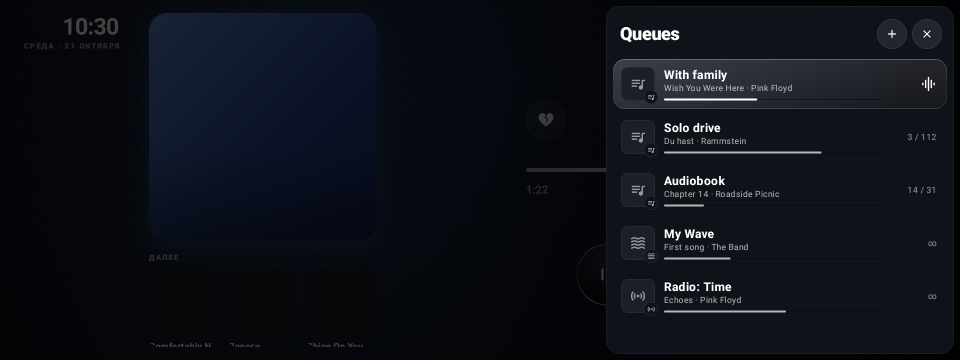 10:30
СРЕДА · 21 ОКТЯБРЯ
ДАЛЕЕ
1:22
Queues
With family
Wish You Were Here · Pink Floyd
Solo drive
Du hast · Rammstein
3 / 112
Audiobook
Chapter 14 · Roadside Picnic
14 / 31
My Wave
First song · The Band
∞
Radio: Time
Echoes · Pink Floyd
∞